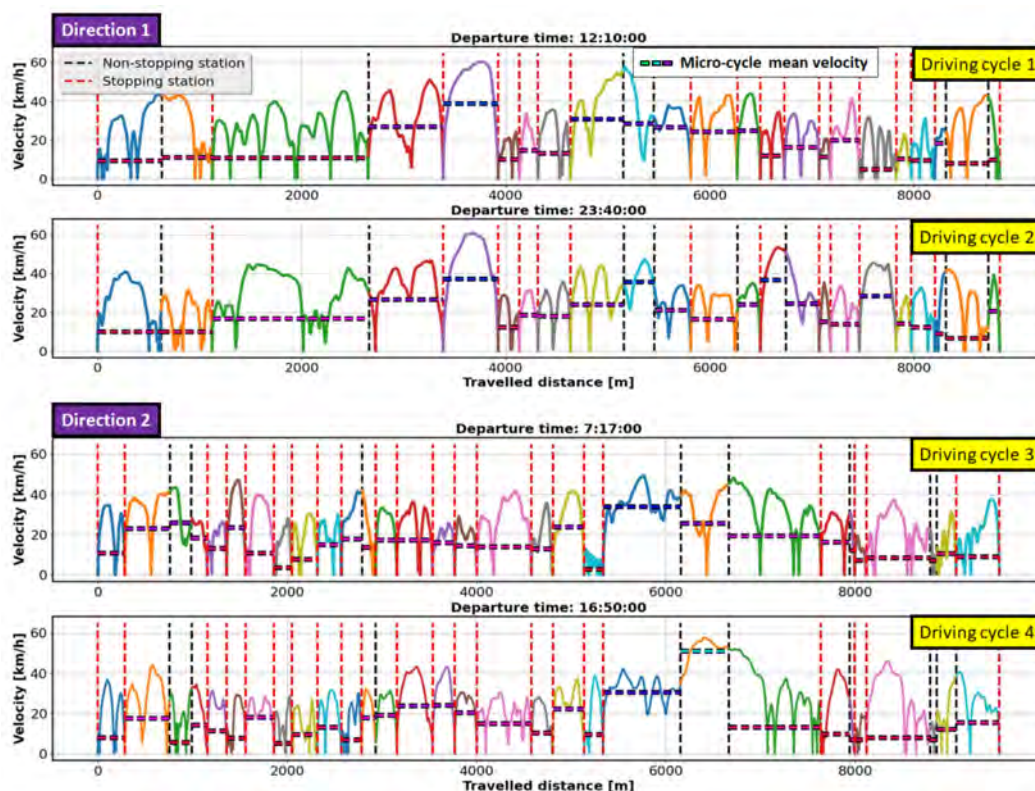 Direction 1
Departure time: 12:10:00
Non-stopping station
Stopping station
Micro-cycle mean velocity
Driving cycle 1
Velocity [km/h]
60
40
20
0
0
2000
4000
6000
8000
Departure time: 23:40:00
Driving cycle 2
Velocity [km/h]
60
40
20
0
0
2000
4000
6000
8000
Travelled distance [m]
Direction 2
Departure time: 7:17:00
Driving cycle 3
Velocity [km/h]
60
40
20
0
0
2000
4000
6000
8000
Departure time: 16:50:00
Driving cycle 4
Velocity [km/h]
60
40
20
0
0
2000
4000
6000
8000
Travelled distance [m]